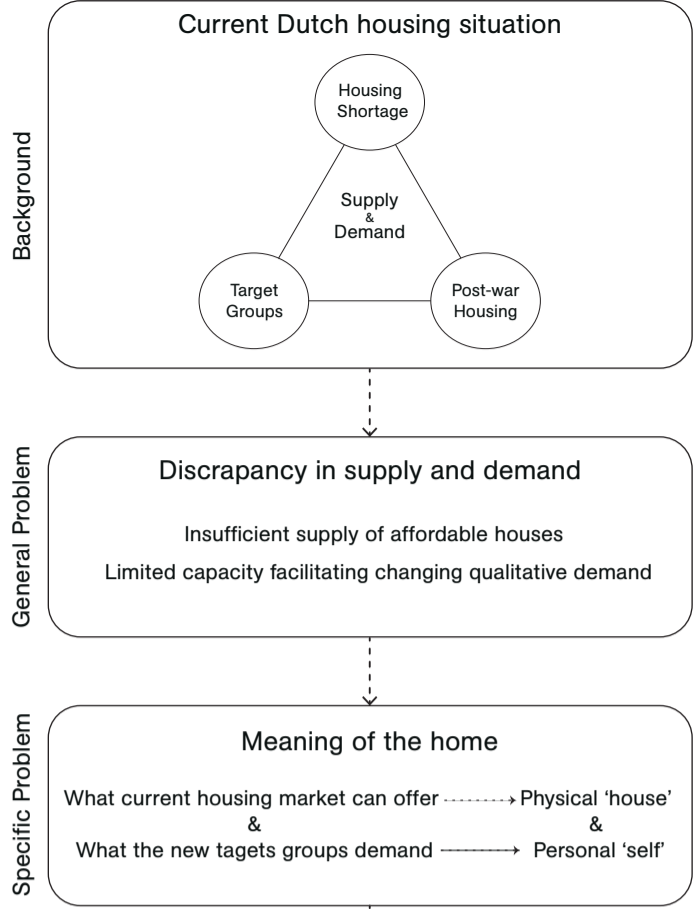 Background
Current Dutch housing situation
Housing
Shortage
Supply
&
Demand
Target
Groups
Post-war
Housing
General Problem
Discrapancy in supply and demand
Insufficient supply of affordable houses
Limited capacity facilitating changing qualitative demand
Specific Problem
Meaning of the home
What current housing market can offer Physical ‘house’
& &
What the new tagets groups demand Personal ‘self’